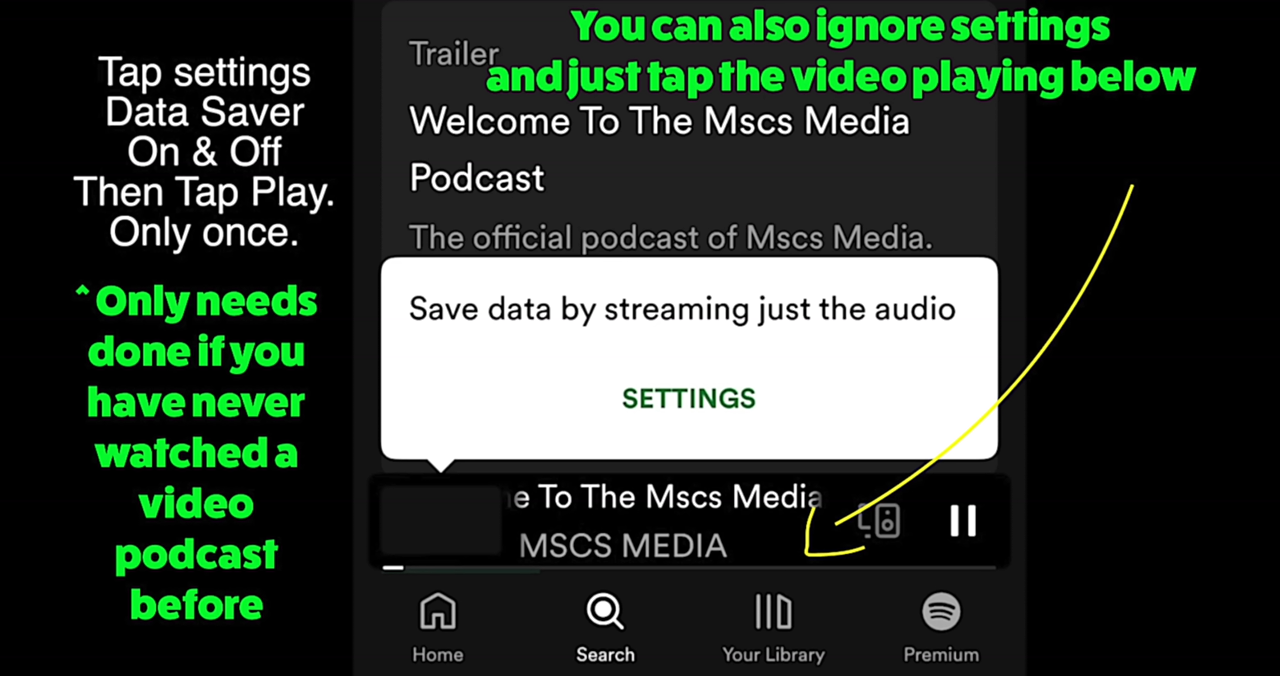 You can also ignore settings
and just tap the video playing below
Tap settings
Data Saver
On & Off
Then Tap Play.
Only once.
^ Only needs
done if you
have never
watched a
video
podcast
before
Trailer
Welcome To The Mscs Media
Podcast
The official podcast of Mscs Media.
Save data by streaming just the audio
SETTINGS
e To The Mscs Media
MSCS MEDIA
Home
Search
Your Library
Premium